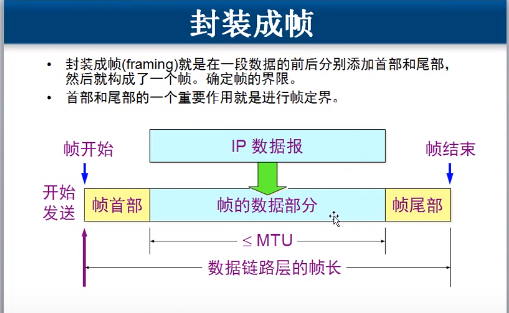 封装成帧
• 封装成帧(framing)就是在一段数据的前后分别添加首部和尾部，
然后就构成了一个帧。确定帧的界限。
• 首部和尾部的一个重要作用就是进行帧定界。
IP 数据报
帧开始
帧结束
开始
发送
帧首部
帧的数据部分
帧尾部
≤ MTU
数据链路层的帧长